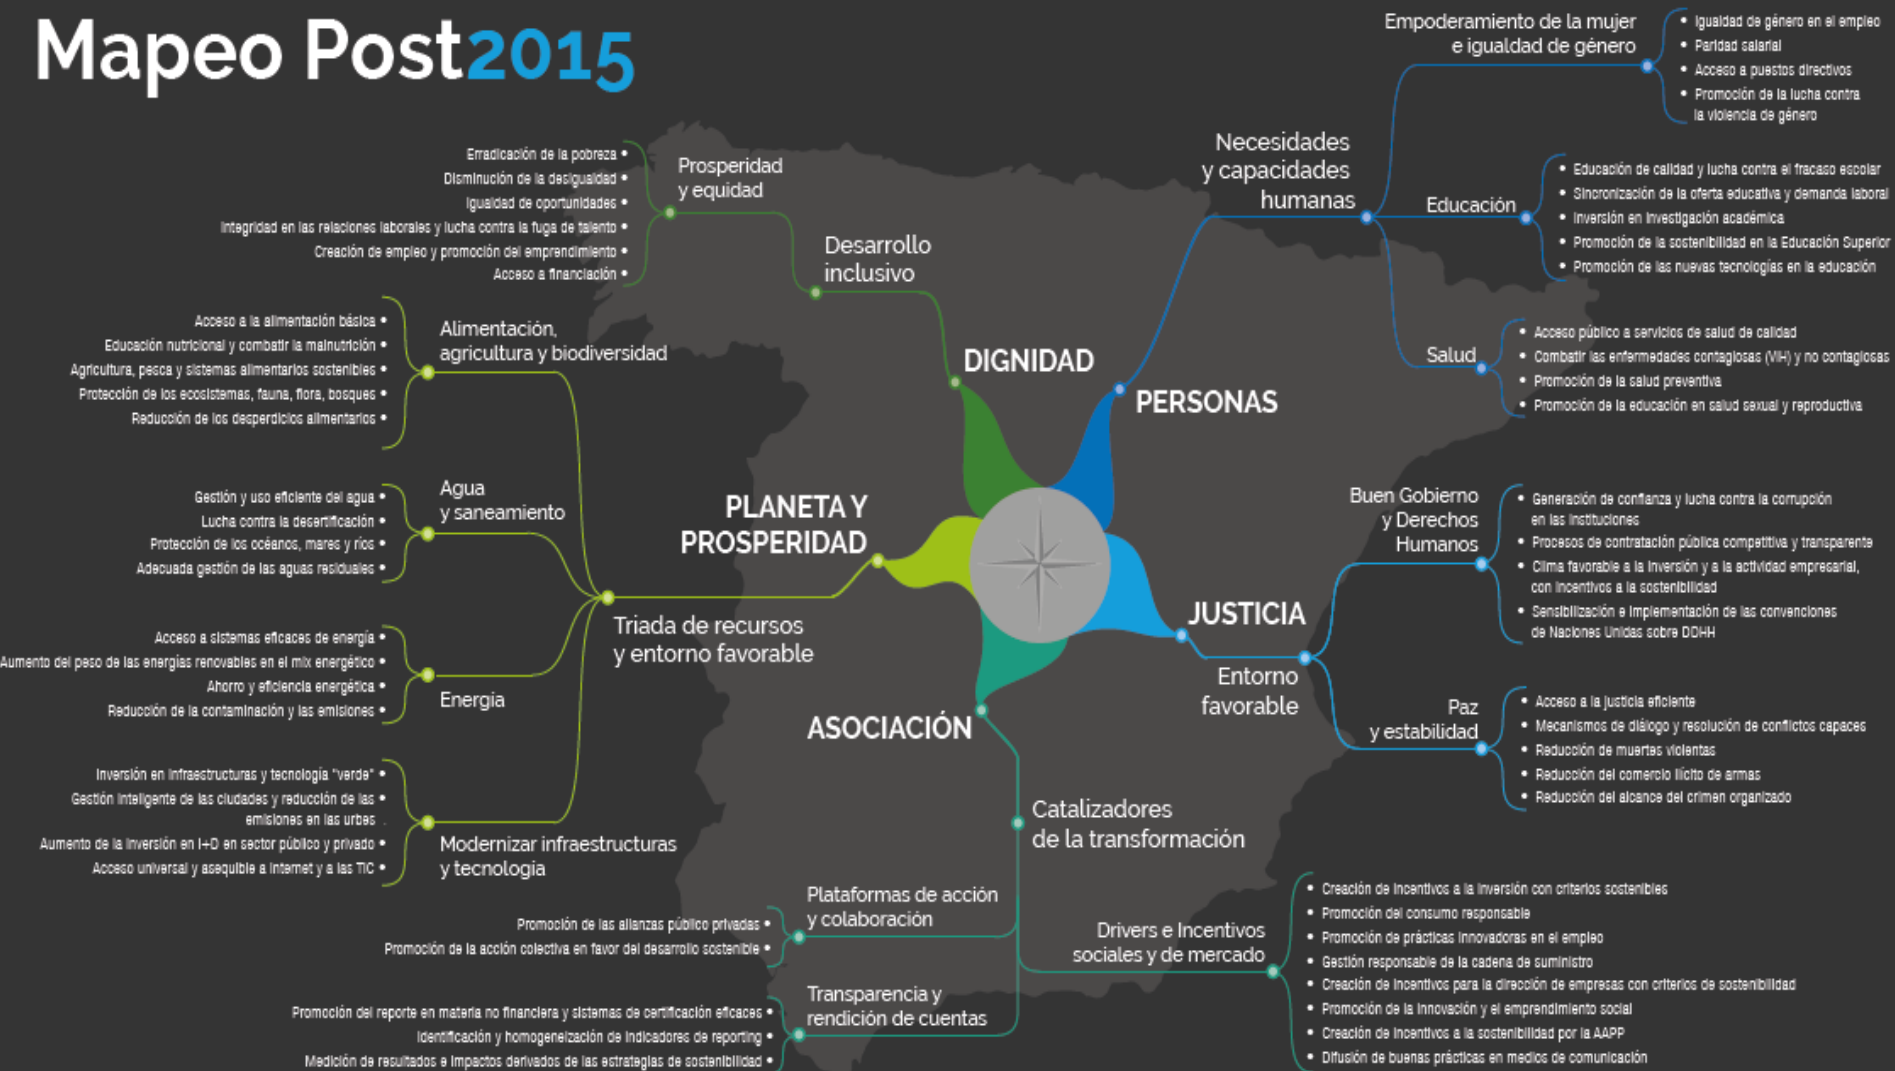 Mapeo Post2015
Empoderamiento de la mujer
e igualdad de género
• Igualdad de género en el empleo
• Paridad salarial
• Acceso a puestos directivos
• Promoción de la lucha contra
la violencia de género
Necesidades
y capacidades
humanas
Educación
• Educación de calidad y lucha contra el fracaso escolar
• Sincronización de la oferta educativa y demanda laboral
• Inversión en investigación académica
• Promoción de la sostenibilidad en la Educación Superior
• Promoción de las nuevas tecnologías en la educación
Salud
• Acceso público a servicios de salud de calidad
• Combatir las enfermedades contagiosas (VIH) y no contagiosas
• Promoción de la salud preventiva
• Promoción de la educación en salud sexual y reproductiva
PERSONAS
DIGNIDAD
Desarrollo
inclusivo
Prosperidad
y equidad
Erradicación de la pobreza •
Disminución de la desigualdad •
Igualdad de oportunidades •
Integridad en las relaciones laborales y lucha contra la fuga de talento •
Creación de empleo y promoción del emprendimiento •
Acceso a financiación •
PLANETA Y
PROSPERIDAD
Triada de recursos
y entorno favorable
Alimentación,
agricultura y biodiversidad
Acceso a la alimentación básica •
Educación nutricional y combatir la malnutrición •
Agricultura, pesca y sistemas alimentarios sostenibles •
Protección de los ecosistemas, fauna, flora, bosques •
Reducción de los desperdicios alimentarios •
Agua
y saneamiento
Gestión y uso eficiente del agua •
Lucha contra la desertificación •
Protección de los océanos, mares y ríos •
Adecuada gestión de las aguas residuales •
Energía
Acceso a sistemas eficaces de energía •
Aumento del peso de las energías renovables en el mix energético •
Ahorro y eficiencia energética •
Reducción de la contaminación y las emisiones •
Modernizar infraestructuras
y tecnología
Inversión en infraestructuras y tecnología "verde" •
Gestión inteligente de las ciudades y reducción de las •
emisiones en las urbes .
Aumento de la inversión en I+D en sector público y privado •
Acceso universal y asequible a internet y a las TIC •
JUSTICIA
Entorno
favorable
Buen Gobierno
y Derechos
Humanos
• Generación de confianza y lucha contra la corrupción
en las instituciones
• Procesos de contratación pública competitiva y transparente
• Clima favorable a la inversión y a la actividad empresarial,
con incentivos a la sostenibilidad
• Sensibilización e implementación de las convenciones
de Naciones Unidas sobre DDHH
Paz
y estabilidad
• Acceso a la justicia eficiente
• Mecanismos de diálogo y resolución de conflictos capaces
• Reducción de muertes violentas
• Reducción del comercio ilícito de armas
• Reducción del alcance del crimen organizado
ASOCIACIÓN
Catalizadores
de la transformación
Plataformas de acción
y colaboración
Promoción de las alianzas público privadas •
Promoción de la acción colectiva en favor del desarrollo sostenible •
Transparencia y
rendición de cuentas
Promoción del reporte en materia no financiera y sistemas de certificación eficaces •
Identificación y homogeneización de indicadores de reporting •
Medición de resultados e impactos derivados de las estrategias de sostenibilidad •
Drivers e Incentivos
sociales y de mercado
• Creación de incentivos a la inversión con criterios sostenibles
• Promoción del consumo responsable
• Promoción de prácticas innovadoras en el empleo
• Gestión responsable de la cadena de suministro
• Creación de incentivos para la dirección de empresas con criterios de sostenibilidad
• Promoción de la innovación y el emprendimiento social
• Creación de incentivos a la sostenibilidad por la AAPP
• Difusión de buenas prácticas en medios de comunicación